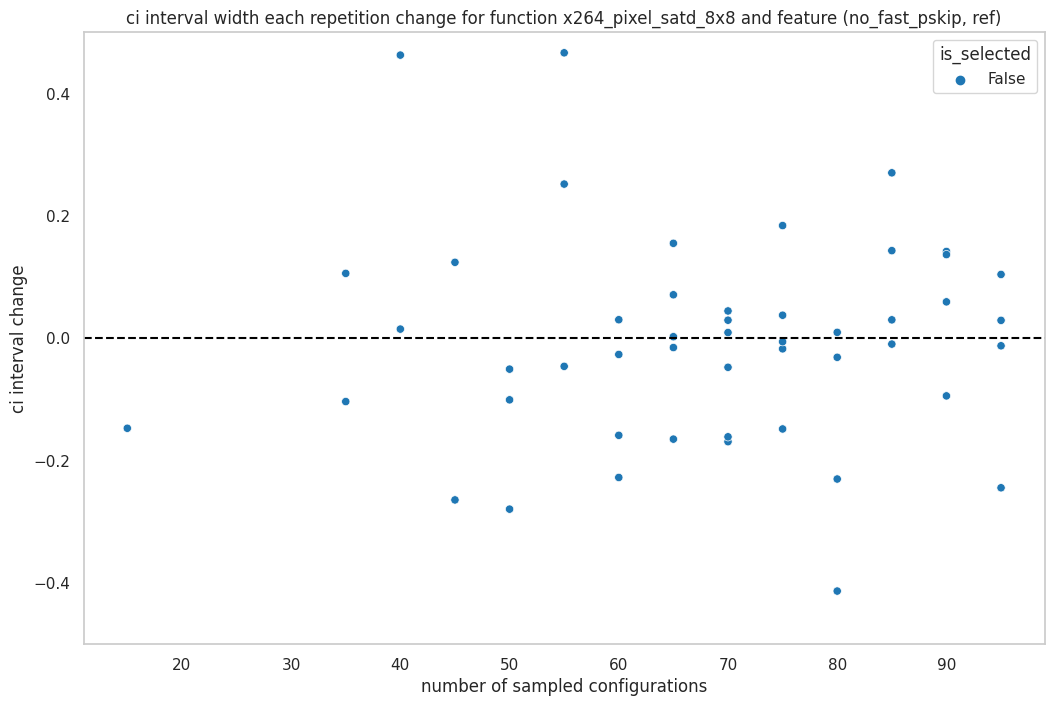 ci interval width each repetition change for function x264_pixel_satd_8x8 and feature (no_fast_pskip, ref)
is_selected
False
0.4
0.2
0.0
−0.2
−0.4
ci interval change
20 30 40 50 60 70 80 90
number of sampled configurations